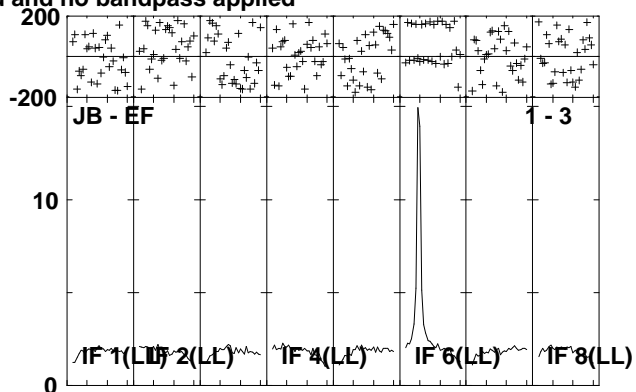 and no bandpass applied
200
-200
JB - EF 1 - 3
10
IF 1(LL) IF 2(LL) IF 4(LL) IF 6(LL) IF 8(LL)
0